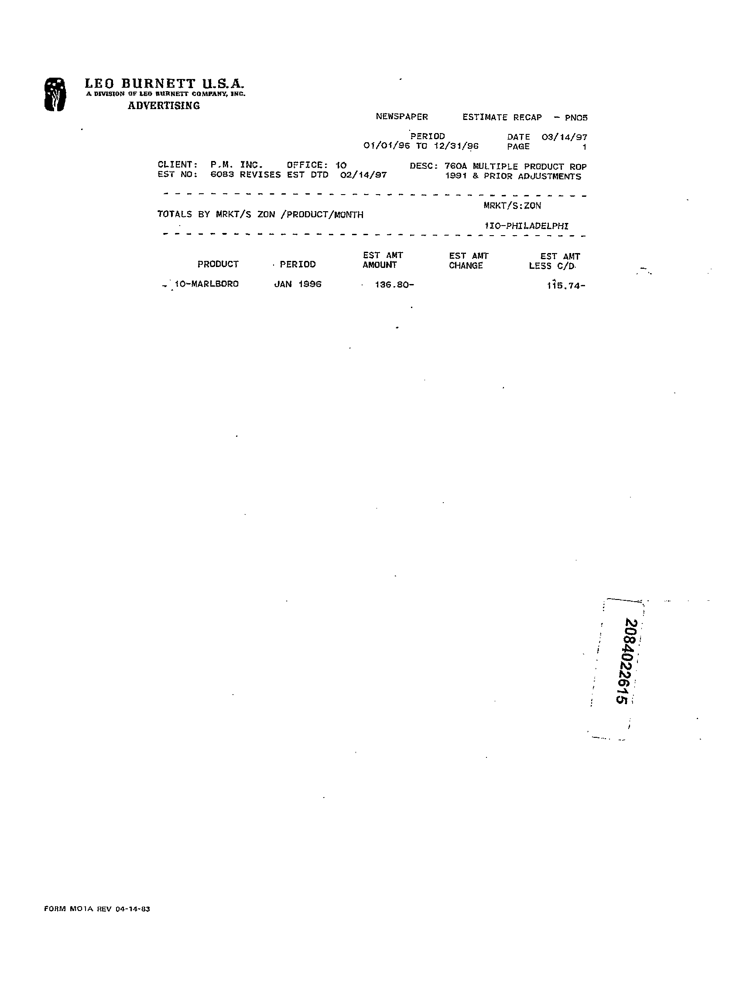 LEO BURNETT U.S.A.
A DIVISION OF LEO BURNETT COMPANY, INC.
ADVERTISING
NEWSPAPER ESTIMATE RECAP - PNO5
PERIOD DATE 03/14/97
01/01/96 TO 12/31/96 PAGE 1
CLIENT: P.M. INC. OFFICE: 10 DESC: 760A MULTIPLE PRODUCT ROP
EST NO: 6083 REVISES EST DTD 02/14/97 1991 & PRIOR ADJUSTMENTS
MRKT/S:ZON
TOTALS BY MRKT/S ZON /PRODUCT/MONTH
1IO-PHILADELPHI
EST AMT EST AMT EST AMT
PRODUCT PERIOD AMOUNT CHANGE LESS C/D
10-MARLBORO JAN 1996 136.80- 115.74-
2084022615
FORM MO1A REV 04-14-83